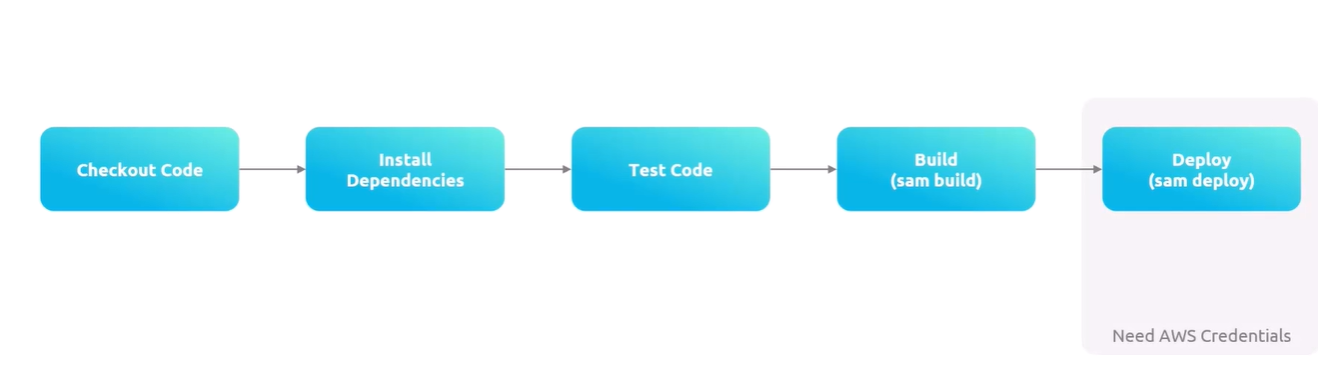 Checkout Code
Install
Dependencies
Test Code
Build
(sam build)
Deploy
(sam deploy)
Need AWS Credentials